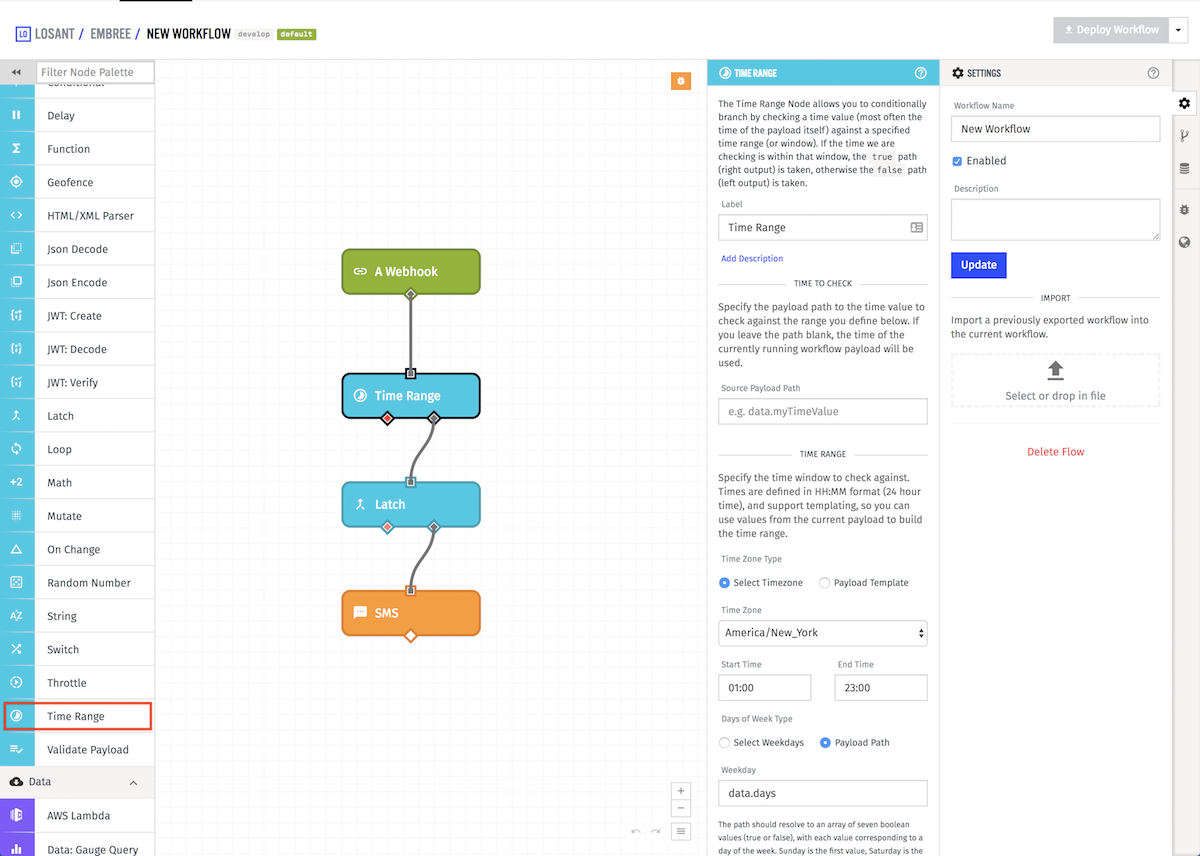 LO LOSANT / EMBREE / NEW WORKFLOW develop default
Deploy Workflow
Filter Node Palette
Conditional
Delay
Function
Geofence
HTML/XML Parser
Json Decode
Json Encode
JWT: Create
JWT: Decode
JWT: Verify
Latch
Loop
Math
Mutate
On Change
Random Number
String
Switch
Throttle
Time Range
Validate Payload
Data
AWS Lambda
Data: Gauge Query
A Webhook
Time Range
Latch
SMS
TIME RANGE
The Time Range Node allows you to conditionally
branch by checking a time value (most often the
time of the payload itself) against a specified
time range (or window). If the time we are
checking is within that window, the true path
(right output) is taken, otherwise the false path
(left output) is taken.
Label
Time Range
Add Description
TIME TO CHECK
Specify the payload path to the time value to
check against the range you define below. If
you leave the path blank, the time of the
currently running workflow payload will be
used.
Source Payload Path
e.g. data.myTimeValue
TIME RANGE
Specify the time window to check against.
Times are defined in HH:MM format (24 hour
time), and support templating, so you can
use values from the current payload to build
the time range.
Time Zone Type
Select Timezone Payload Template
Time Zone
America/New_York
Start Time End Time
01:00 23:00
Days of Week Type
Select Weekdays Payload Path
Weekday
data.days
The path should resolve to an array of seven boolean
values (true or false), with each value corresponding to a
day of the week. Sunday is the first value, Saturday is the
SETTINGS
Workflow Name
New Workflow
Enabled
Description
Update
IMPORT
Import a previously exported workflow into
the current workflow.
Select or drop in file
Delete Flow